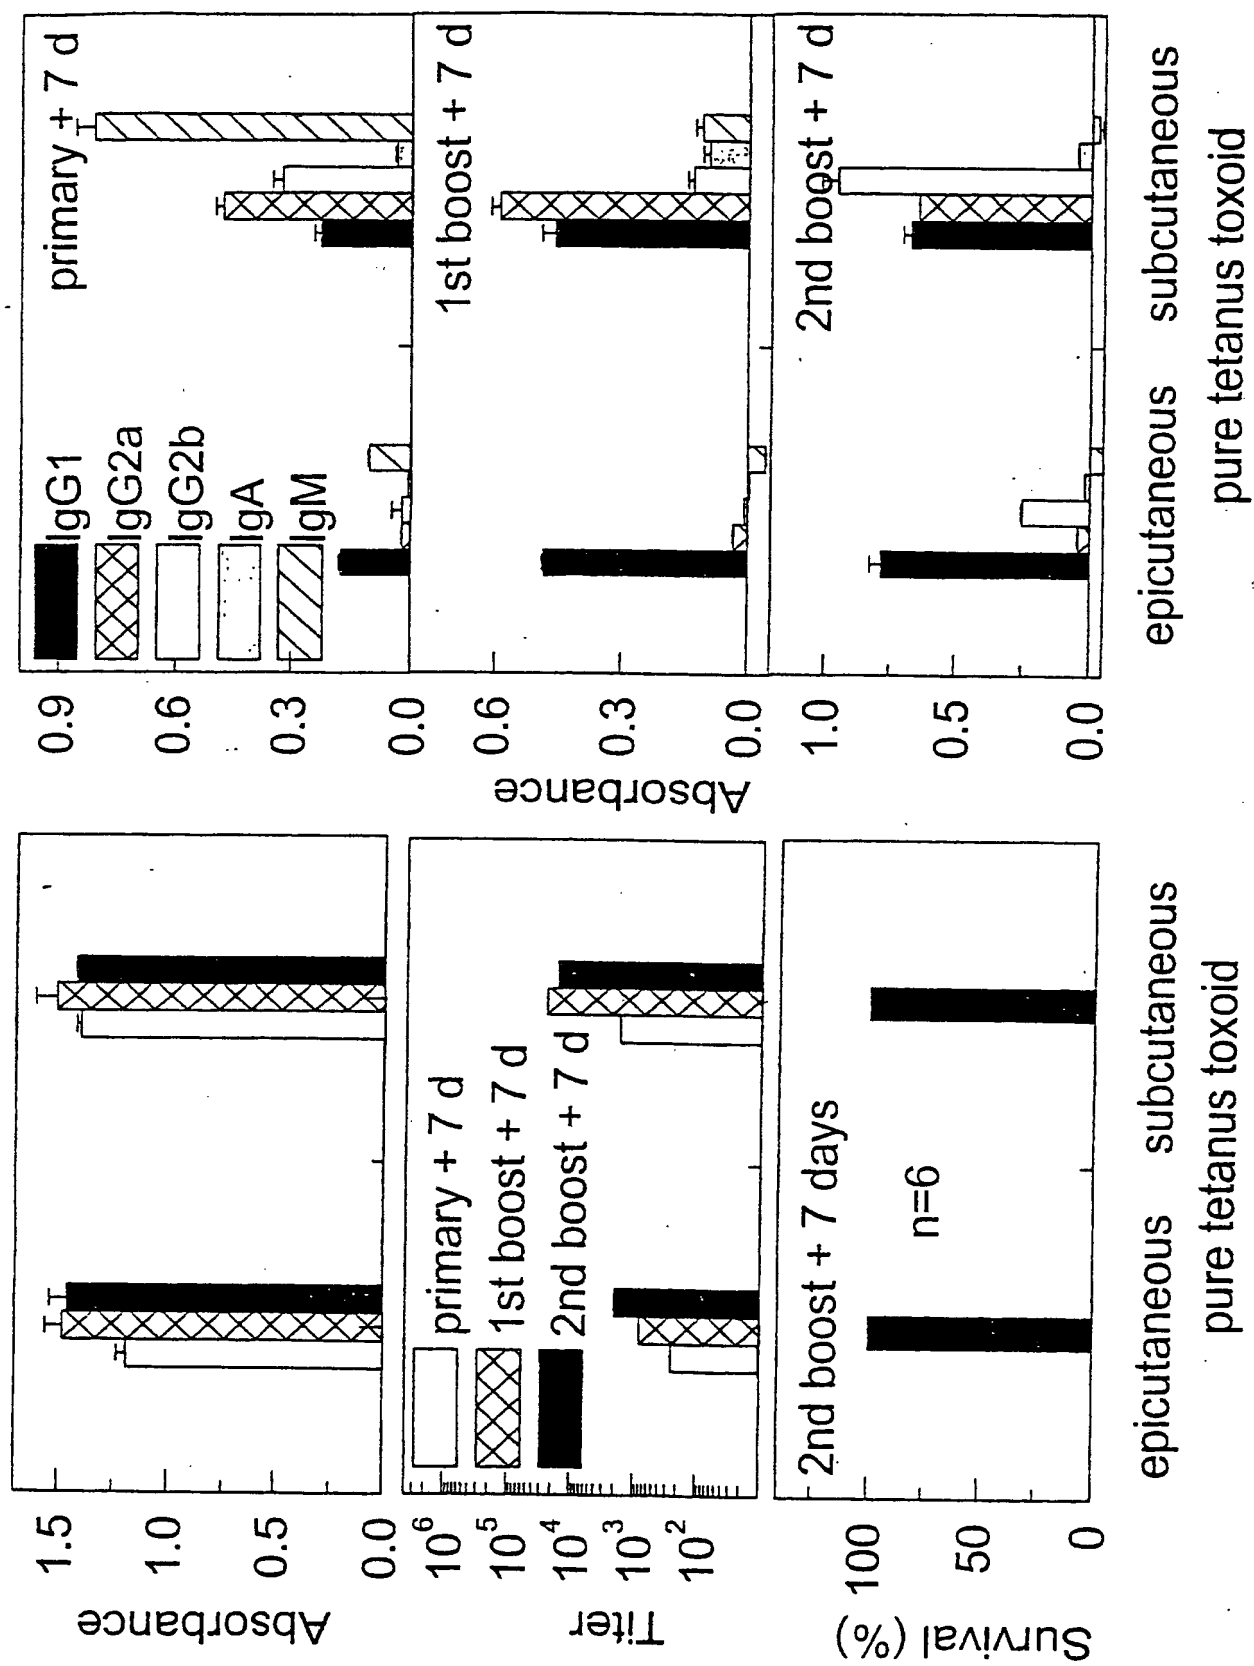 Absorbance
1.5
1.0
0.5
0.0
Titer
10^6
10^5
10^4
10^3
10^2
primary + 7 d
1st boost + 7 d
2nd boost + 7 d
Survival (%)
100
50
0
2nd boost + 7 days
n=6
epicutaneous subcutaneous
pure tetanus toxoid
Absorbance
0.9
0.6
0.3
0.0
IgG1
IgG2a
IgG2b
IgA
IgM
primary + 7 d
0.6
0.3
0.0
1st boost + 7 d
1.0
0.5
0.0
2nd boost + 7 d
epicutaneous subcutaneous
pure tetanus toxoid